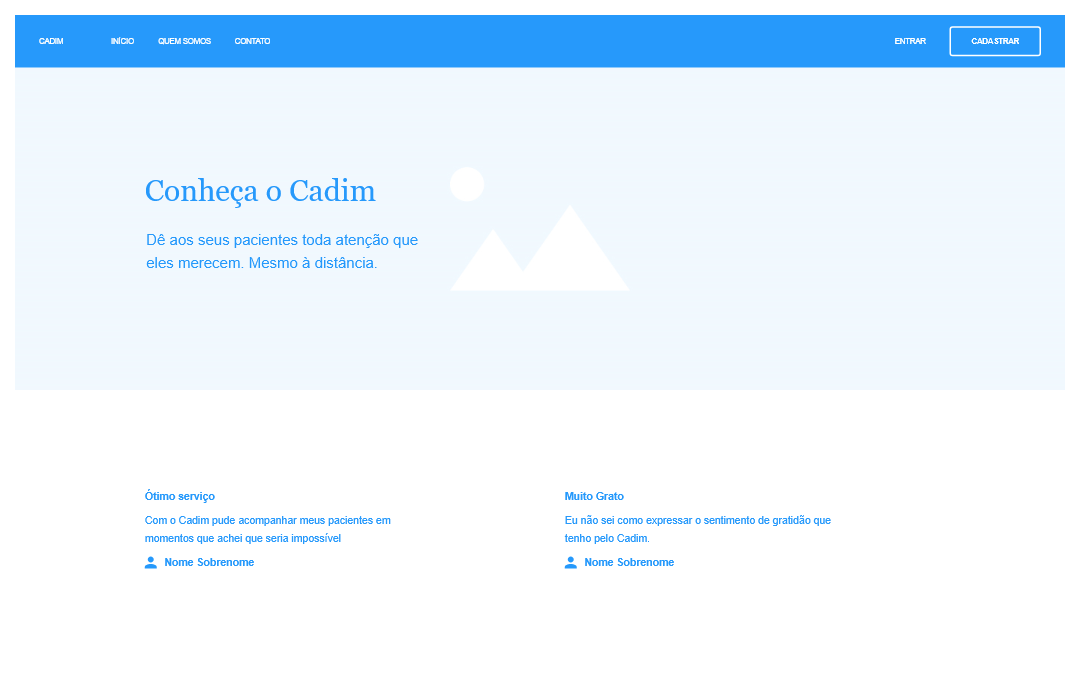 CADIM
INÍCIO
QUEM SOMOS
CONTATO
ENTRAR
CADASTRAR
Conheça o Cadim
Dê aos seus pacientes toda atenção que
eles merecem. Mesmo à distância.
Ótimo serviço
Com o Cadim pude acompanhar meus pacientes em
momentos que achei que seria impossível
Nome Sobrenome
Muito Grato
Eu não sei como expressar o sentimento de gratidão que
tenho pelo Cadim.
Nome Sobrenome